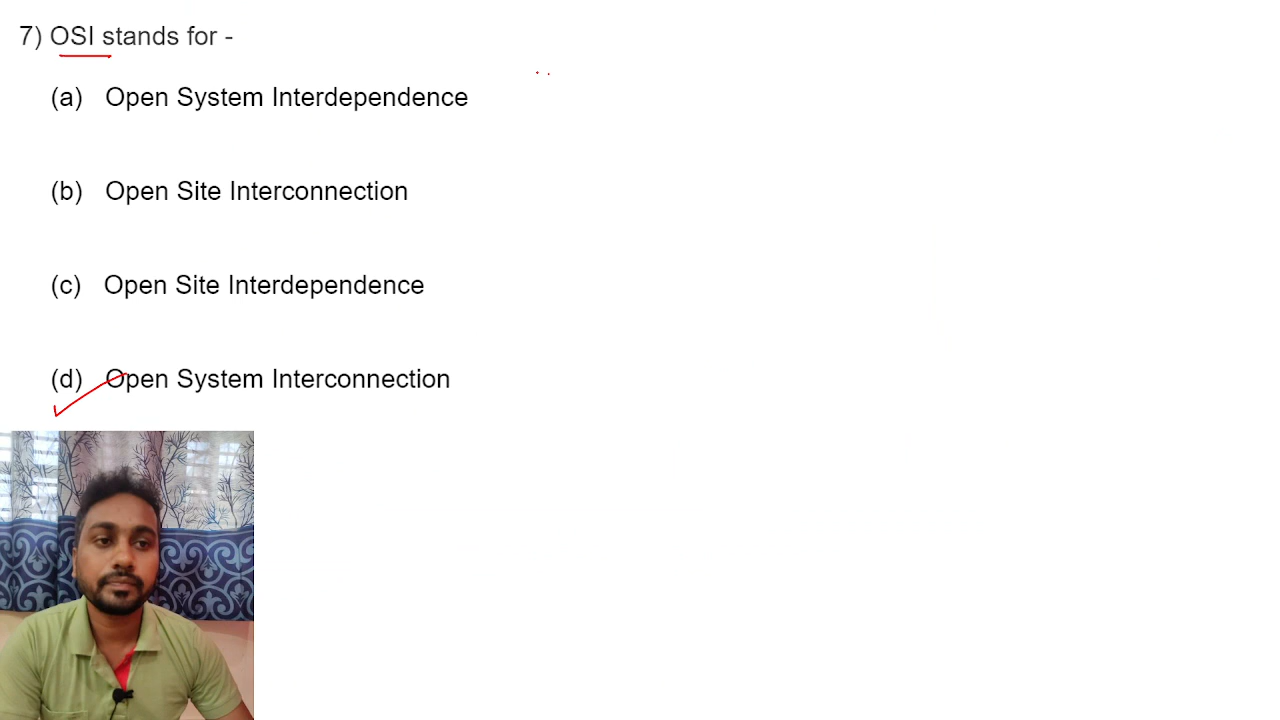 7) OSI stands for -
(a) Open System Interdependence
(b) Open Site Interconnection
(c) Open Site Interdependence
(d) Open System Interconnection